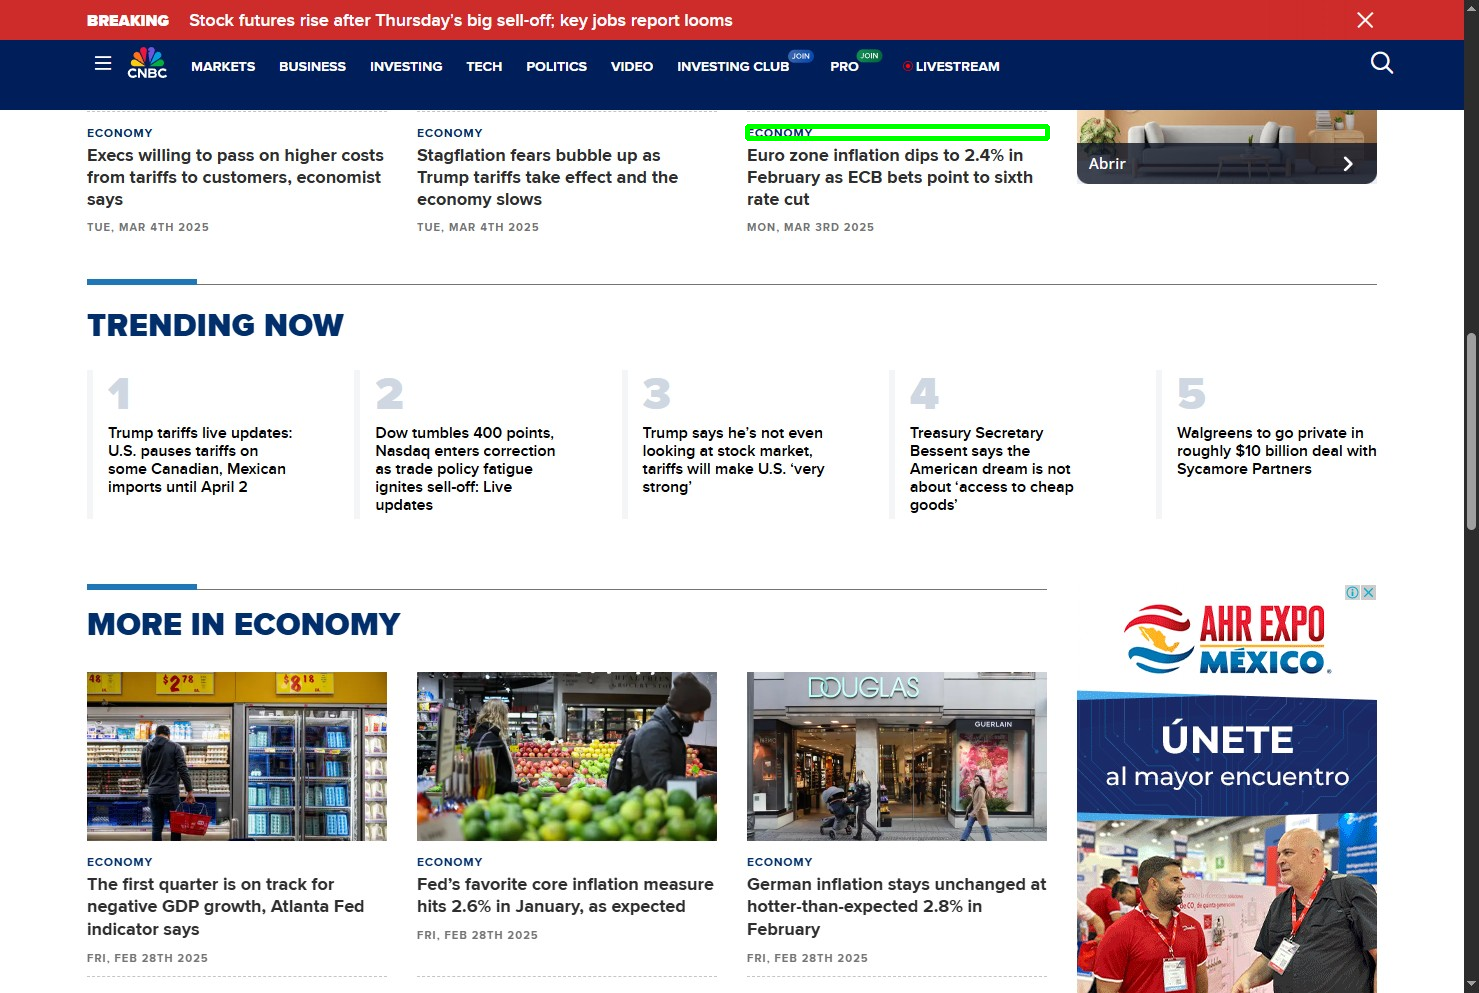 BREAKING Stock futures rise after Thursday's big sell-off; key jobs report looms
CNBC
MARKETS BUSINESS INVESTING TECH POLITICS VIDEO INVESTING CLUB JOIN PRO JOIN LIVESTREAM
ECONOMY
Execs willing to pass on higher costs
from tariffs to customers, economist
says
TUE, MAR 4TH 2025
ECONOMY
Stagflation fears bubble up as
Trump tariffs take effect and the
economy slows
TUE, MAR 4TH 2025
ECONOMY
Euro zone inflation dips to 2.4% in
February as ECB bets point to sixth
rate cut
MON, MAR 3RD 2025
Abrir
TRENDING NOW
1
Trump tariffs live updates:
U.S. pauses tariffs on
some Canadian, Mexican
imports until April 2
2
Dow tumbles 400 points,
Nasdaq enters correction
as trade policy fatigue
ignites sell-off: Live
updates
3
Trump says he's not even
looking at stock market,
tariffs will make U.S. 'very
strong'
4
Treasury Secretary
Bessent says the
American dream is not
about 'access to cheap
goods'
5
Walgreens to go private in
roughly $10 billion deal with
Sycamore Partners
MORE IN ECONOMY
$2 78
$8 18
ECONOMY
The first quarter is on track for
negative GDP growth, Atlanta Fed
indicator says
FRI, FEB 28TH 2025
ECONOMY
Fed's favorite core inflation measure
hits 2.6% in January, as expected
FRI, FEB 28TH 2025
DOUGLAS
GUERLAIN
ECONOMY
German inflation stays unchanged at
hotter-than-expected 2.8% in
February
FRI, FEB 28TH 2025
AHR EXPO
MÉXICO
ÚNETE
al mayor encuentro